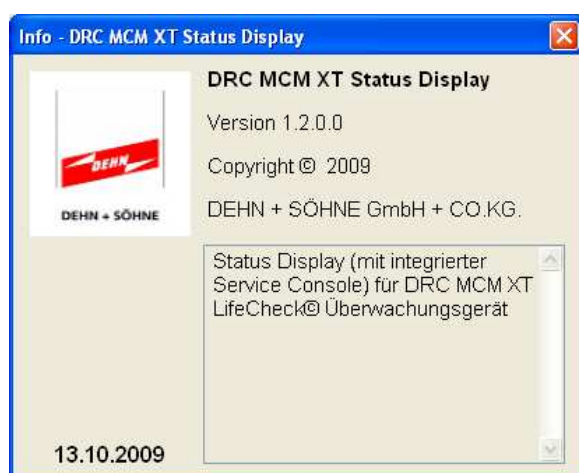 Info - DRC MCM XT Status Display
DRC MCM XT Status Display
Version 1.2.0.0
DEHN
Copyright © 2009
DEHN + SÖHNE
DEHN + SÖHNE GmbH + CO.KG.
Status Display (mit integrierter
Service Console) für DRC MCM XT
LifeCheck© Überwachungsgerät
13.10.2009